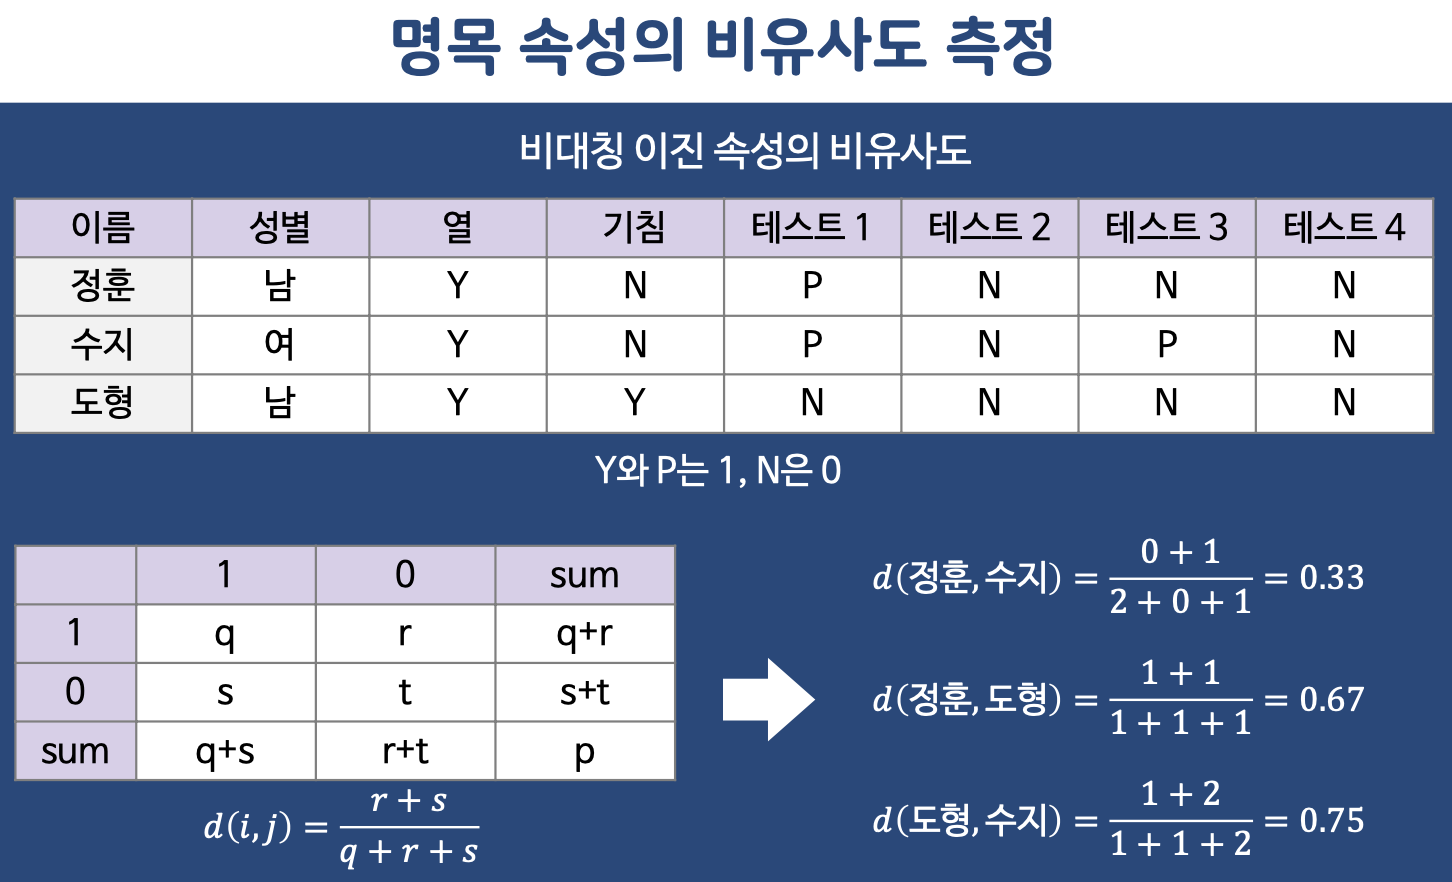 명목 속성의 비유사도 측정
비대칭 이진 속성의 비유사도
이름 성별 열 기침 테스트 1 테스트 2 테스트 3 테스트 4
정훈 남 Y N P N N N
수지 여 Y N P N P N
도형 남 Y Y N N N N
Y와 P는 1, N은 0
1 0 sum
1 q r q+r
0 s t s+t
sum q+s r+t p
d(i,j) = (r + s)/(q + r + s)
d(정훈,수지) = (0 + 1)/(2 + 0 + 1) = 0.33
d(정훈,도형) = (1 + 1)/(1 + 1 + 1) = 0.67
d(도형,수지) = (1 + 2)/(1 + 1 + 2) = 0.75